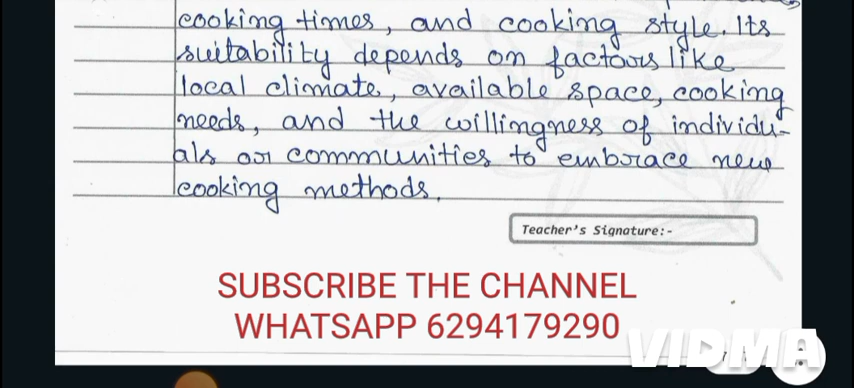 cooking times, and cooking style. Its
suitability depends on factors like
local climate, available space, cooking
needs, and the willingness of individu-
als or communities to embrace new
cooking methods.
Teacher's Signature:-
SUBSCRIBE THE CHANNEL
WHATSAPP 6294179290
VIDMA